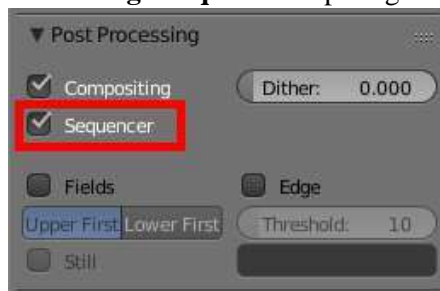 Post Processing
Compositing Dither: 0.000
Sequencer
Fields Edge
Upper First Lower First Threshold: 10
Still